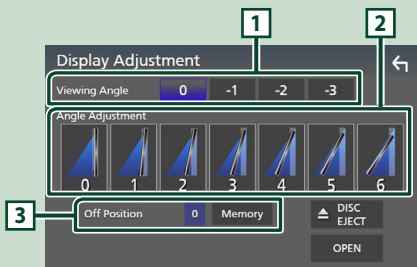 1
2
Display Adjustment
Viewing Angle 0 -1 -2 -3
Angle Adjustment
0 1 2 3 4 5 6
3
Off Position 0 Memory
DISC
EJECT
OPEN